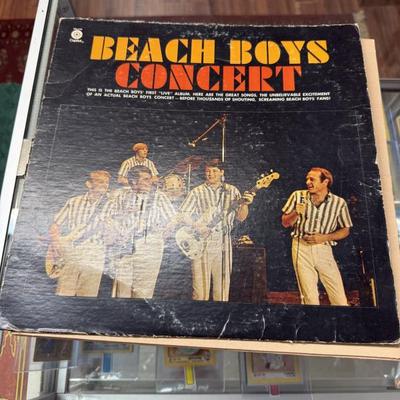 Capitol
BEACH BOYS
CONCERT
THIS IS THE BEACH BOYS' FIRST "LIVE" ALBUM. HERE ARE THE GREAT SONGS, THE UNBELIEVABLE EXCITEMENT
OF AN ACTUAL BEACH BOYS CONCERT—BEFORE THOUSANDS OF SHOUTING, SCREAMING BEACH BOYS FANS!